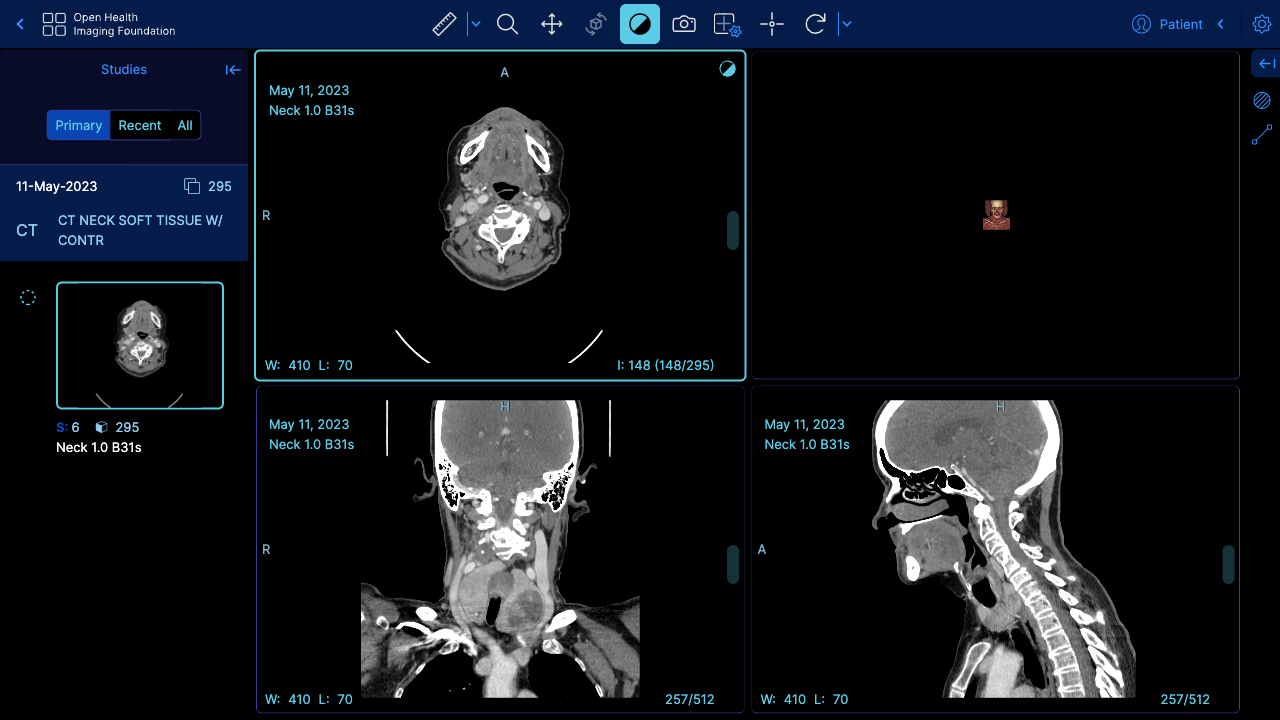 Open Health
Imaging Foundation
Patient
Studies
Primary
Recent
All
11-May-2023
295
CT
CT NECK SOFT TISSUE W/
CONTR
S: 6
295
Neck 1.0 B31s
A
May 11, 2023
Neck 1.0 B31s
R
W: 410 L: 70
I: 148 (148/295)
H
May 11, 2023
Neck 1.0 B31s
R
W: 410 L: 70
257/512
H
May 11, 2023
Neck 1.0 B31s
A
W: 410 L: 70
257/512